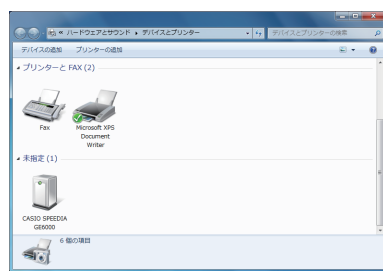 « ハードウェアとサウンド ▸ デバイスとプリンター
デバイスとプリンターの検索
デバイスの追加 プリンターの追加
プリンターと FAX (2)
Fax
Microsoft XPS
Document
Writer
未指定 (1)
CASIO SPEEDIA
GE6000
6 個の項目